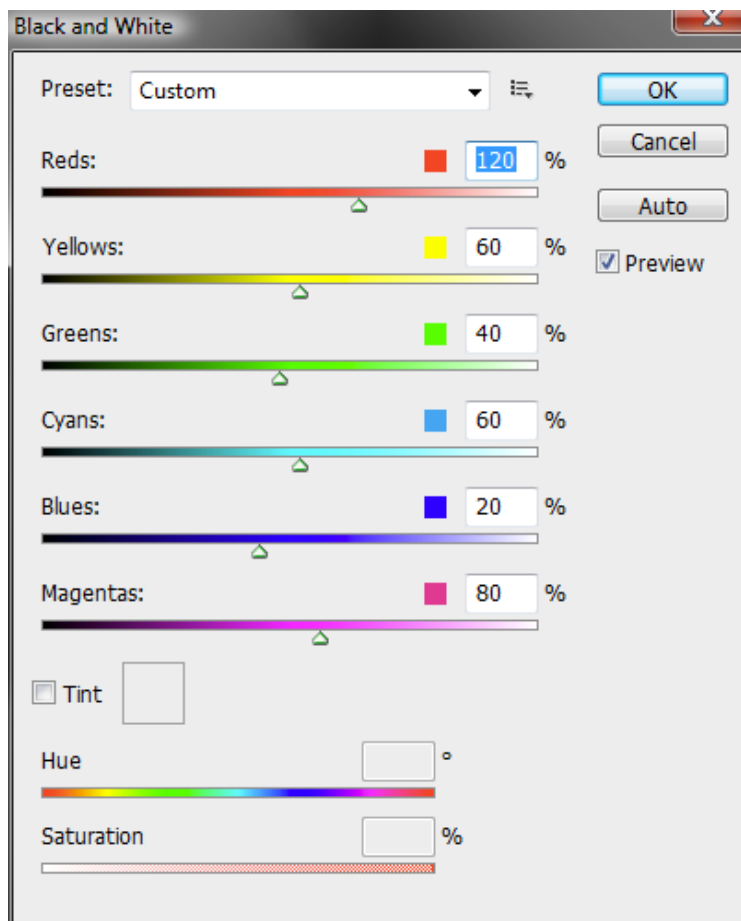 Black and White
X
Preset: Custom
OK
Cancel
Auto
Preview
Reds: 120 %
Yellows: 60 %
Greens: 40 %
Cyans: 60 %
Blues: 20 %
Magentas: 80 %
Tint
Hue °
Saturation %